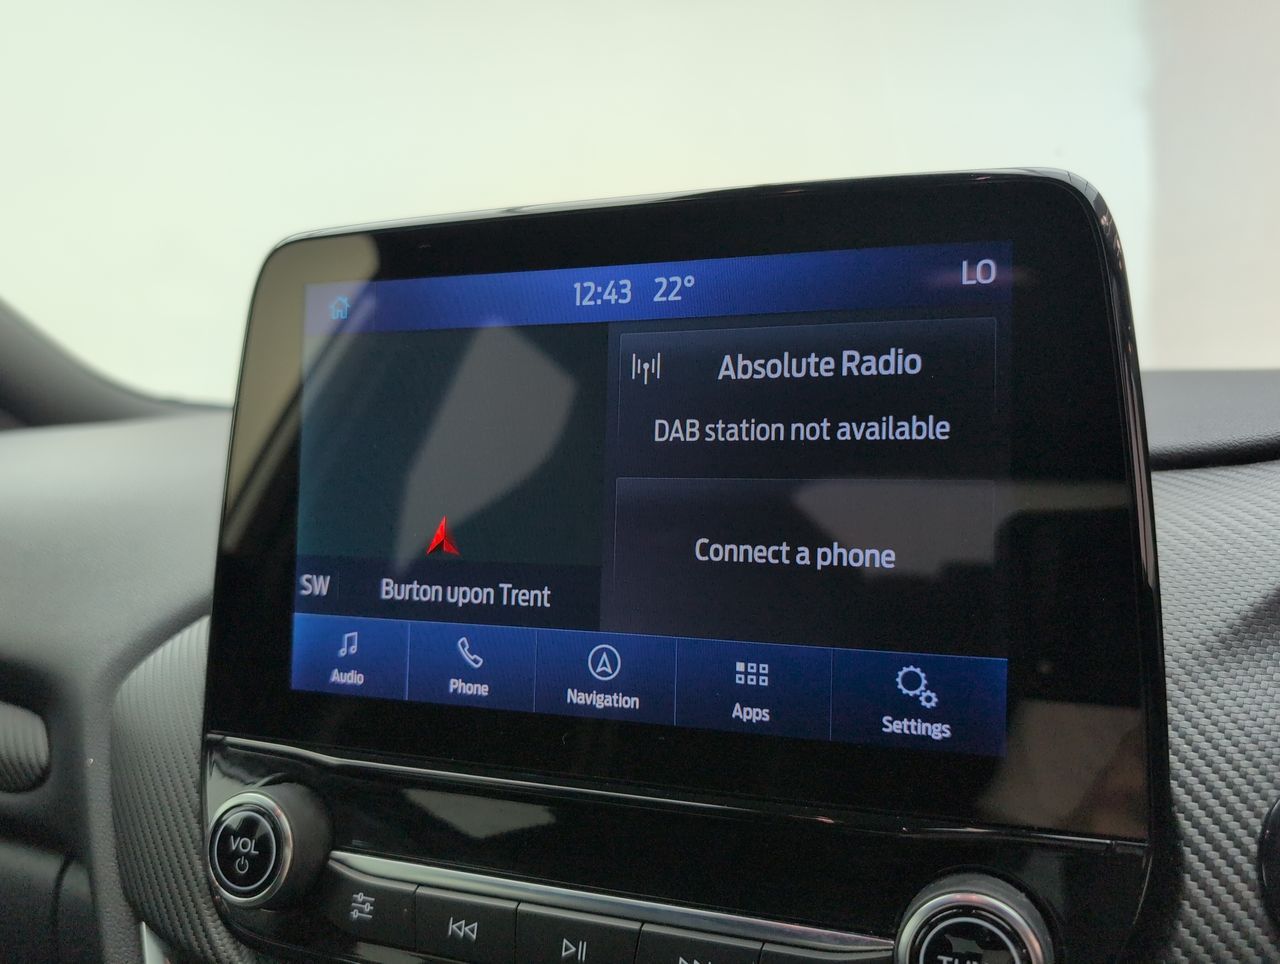 12:43 22° LO
Absolute Radio
DAB station not available
Connect a phone
SW Burton upon Trent
Audio Phone Navigation Apps Settings
VOL